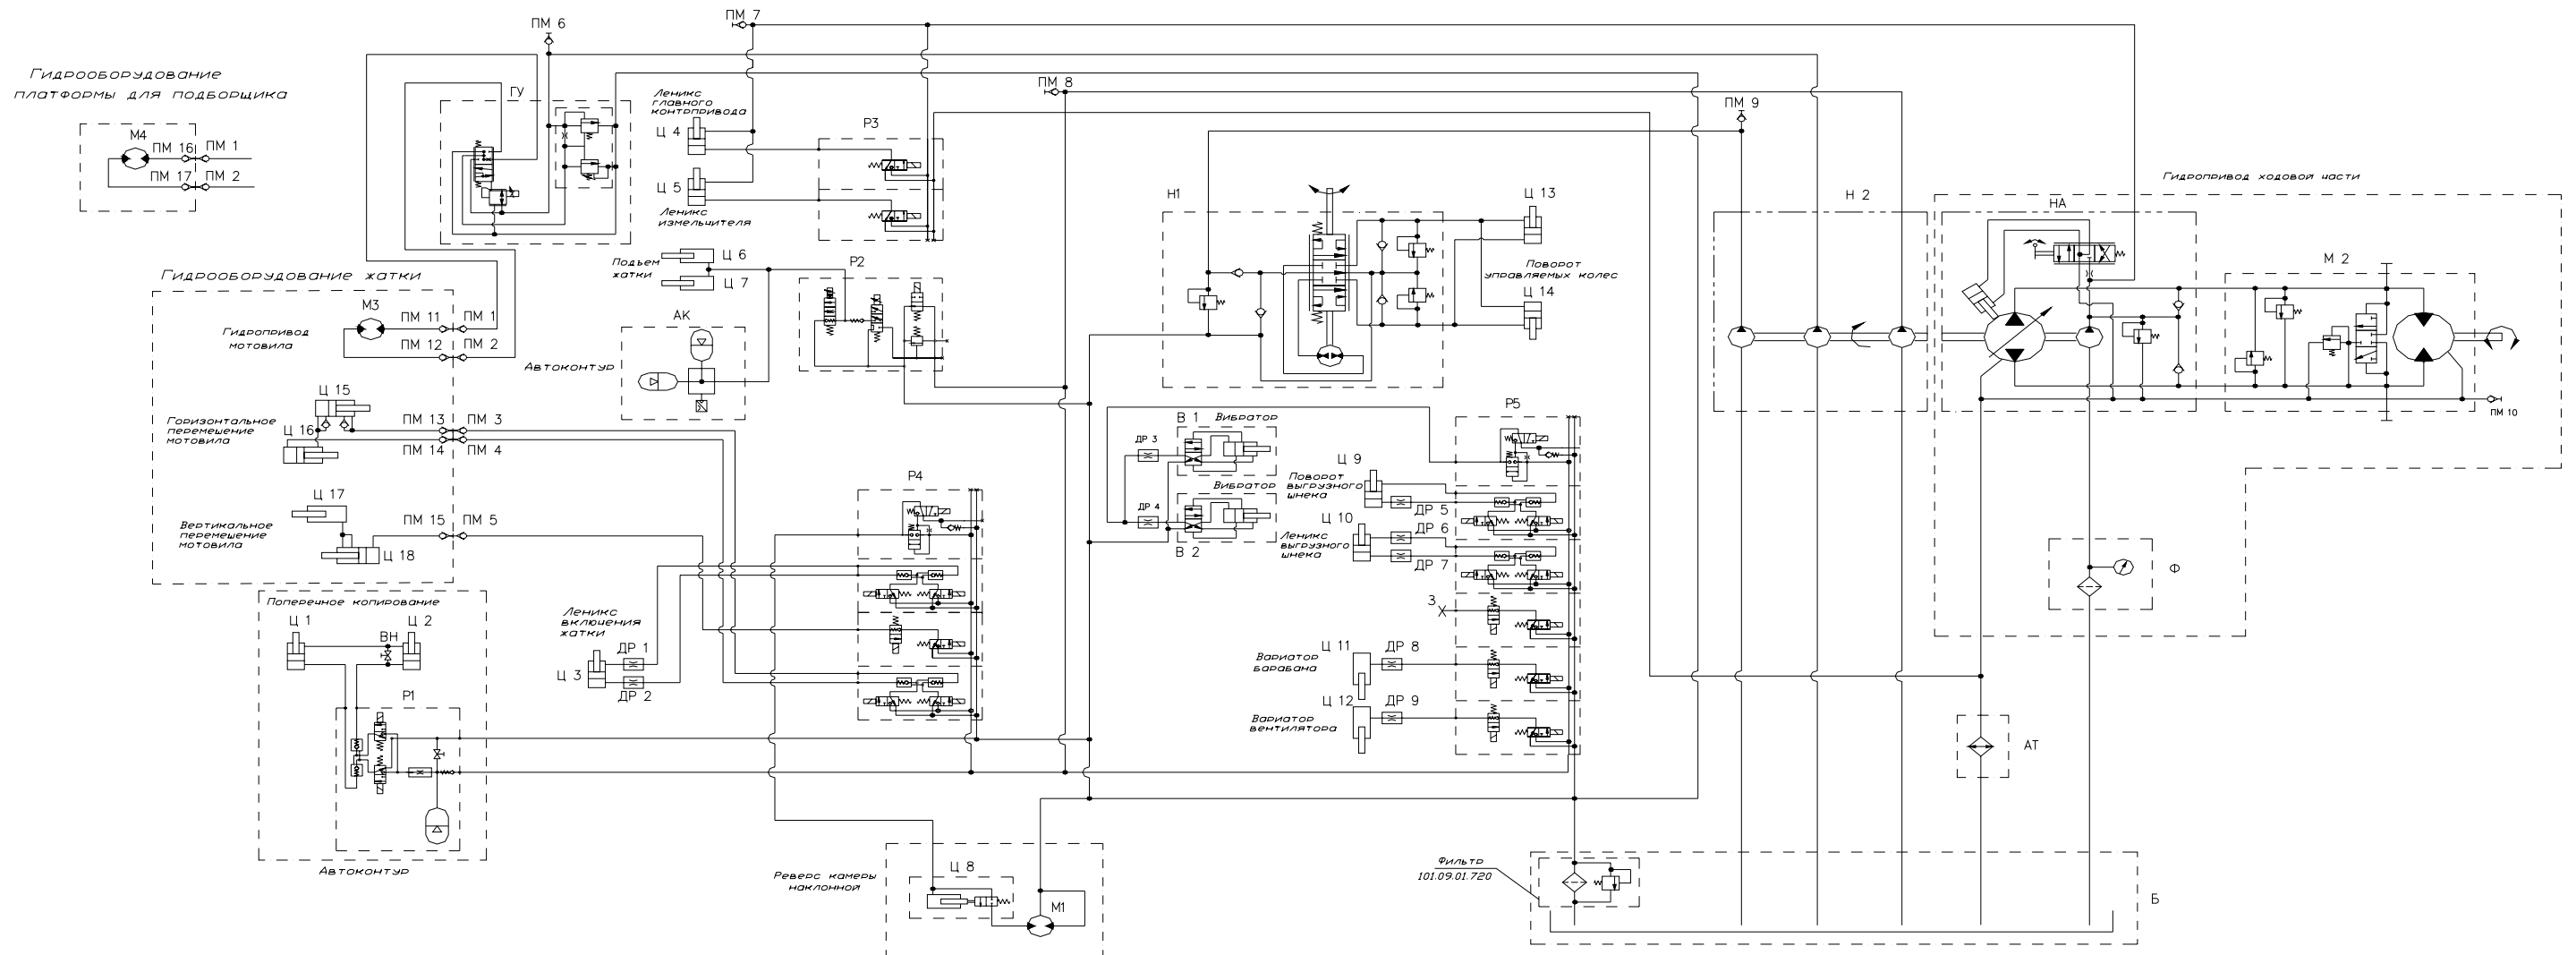 ПМ 7
ПМ 6
Гидрооборудование
платформы для подборщика
М4
ПМ 16
ПМ 1
ПМ 17
ПМ 2
ГУ
Леникс
главного
контрпривода
Ц 4
Ц 5
Леникс
измельчителя
Р3
ПМ 8
ПМ 9
Подъем
жатки
Ц 6
Ц 7
Р2
АК
Автоконтур
Н1
Ц 13
Поворот
управляемых колес
Ц 14
Н 2
Гидропривод ходовой части
НА
М 2
ПМ 10
Гидрооборудование жатки
М3
Гидропривод
мотовила
ПМ 11
ПМ 1
ПМ 12
ПМ 2
Ц 15
Горизонтальное
перемешение
мотовила
Ц 16
ПМ 13
ПМ 3
ПМ 14
ПМ 4
Ц 17
Вертикальное
перемешение
мотовила
ПМ 15
ПМ 5
Ц 18
Поперечное копирование
Ц 1
ВН
Ц 2
Р1
Автоконтур
Леникс
включения
жатки
ДР 1
Ц 3
ДР 2
Р4
В 1
Вибратор
ДР 3
Вибратор
ДР 4
В 2
Р5
Ц 9
Поворот
выгрузного
шнека
ДР 5
Ц 10
ДР 6
Леникс
выгрузного
шнека
ДР 7
З
Ц 11
ДР 8
Вариатор
барабана
Ц 12
ДР 9
Вариатор
вентилятора
Ф
АТ
Реверс камеры
наклонной
Ц 8
М1
Фильтр
101.09.01.720
Б